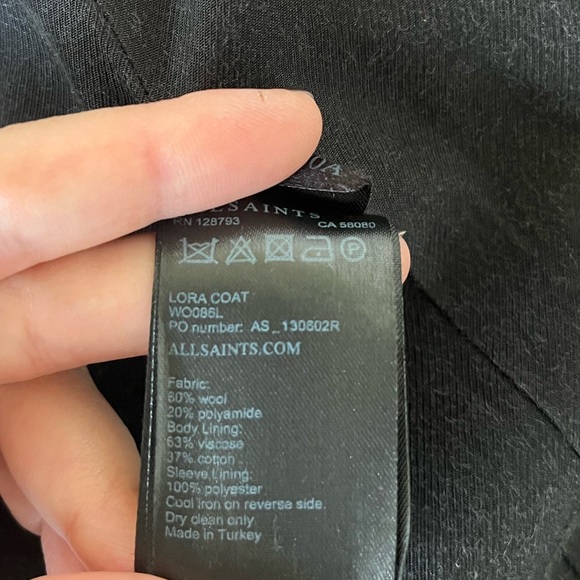 ALLSAINTS
RN 128793 CA 56080
P
LORA COAT
WO086L
PO number: AS_130602R
ALLSAINTS.COM
Fabric:
80% wool
20% polyamide
Body Lining:
63% viscose
37% cotton
Sleeve Lining:
100% polyester
Cool iron on reverse side.
Dry clean only
Made in Turkey